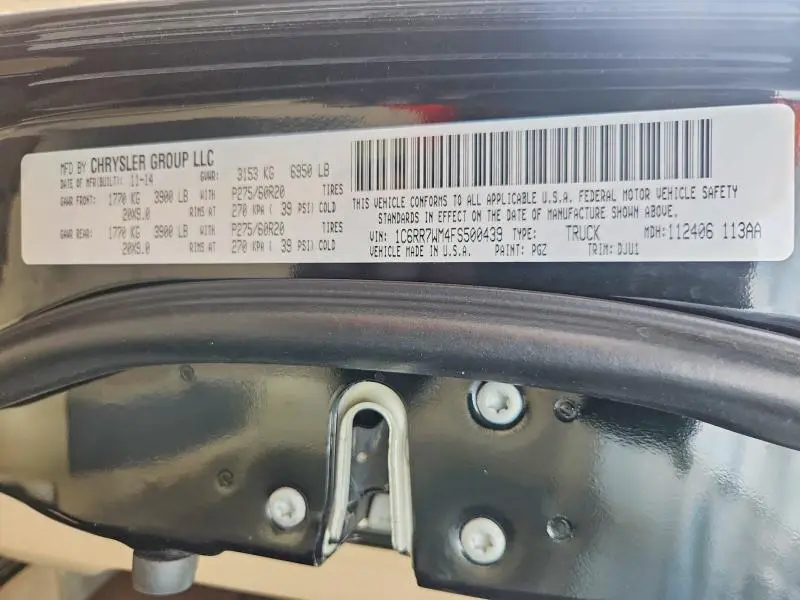 MFD BY CHRYSLER GROUP LLC
DATE OF MFR(BUILT): 11-14 GVWR: 3153 KG 6950 LB
GAWR FRONT: 1770 KG 3900 LB WITH P275/60R20 TIRES
20X9.0 RIMS AT 270 KPA ( 39 PSI) COLD
GAWR REAR: 1770 KG 3900 LB WITH P275/60R20 TIRES
20X9.0 RIMS AT 270 KPA ( 39 PSI) COLD
THIS VEHICLE CONFORMS TO ALL APPLICABLE U.S.A. FEDERAL MOTOR VEHICLE SAFETY
STANDARDS IN EFFECT ON THE DATE OF MANUFACTURE SHOWN ABOVE.
VIN: 1C6RR7WM4FS500439 TYPE: TRUCK MDH: 112406 113AA
VEHICLE MADE IN U.S.A. PAINT: PGZ TRIM: DJU1